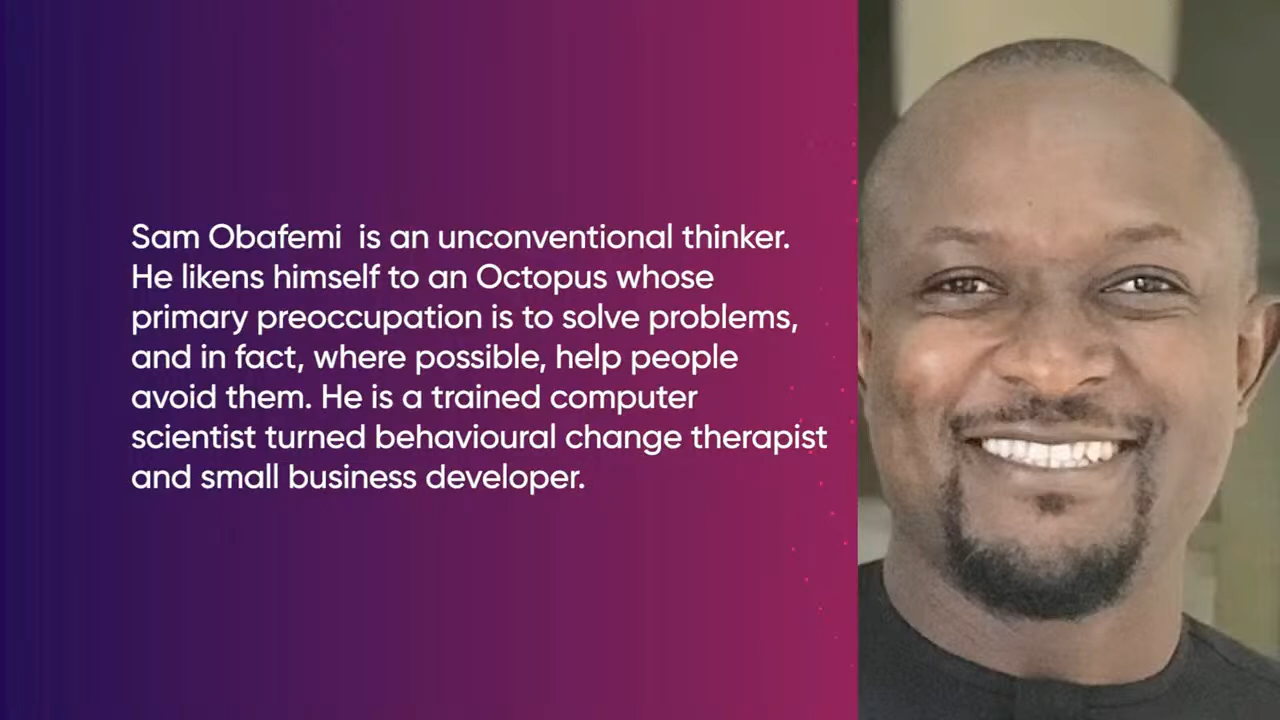 Sam Obafemi  is an unconventional thinker.
He likens himself to an Octopus whose
primary preoccupation is to solve problems,
and in fact, where possible, help people
avoid them. He is a trained computer
scientist turned behavioural change therapist
and small business developer.